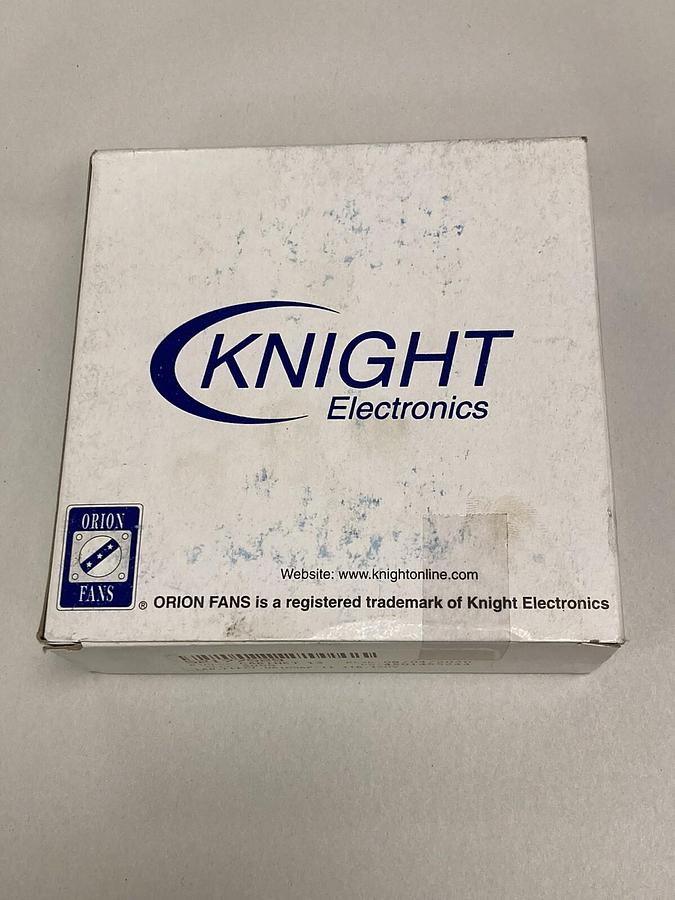 KNIGHT
Electronics
ORION
FANS
Website: www.knightonline.com
® ORION FANS is a registered trademark of Knight Electronics